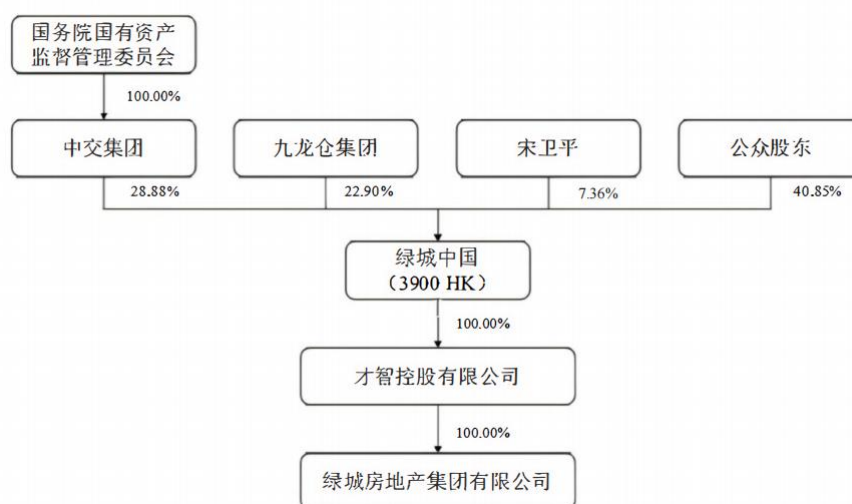 国务院国有资产
监督管理委员会
100.00%
中交集团
九龙仓集团
宋卫平
公众股东
28.88%
22.90%
7.36%
40.85%
绿城中国
（3900 HK）
100.00%
才智控股有限公司
100.00%
绿城房地产集团有限公司